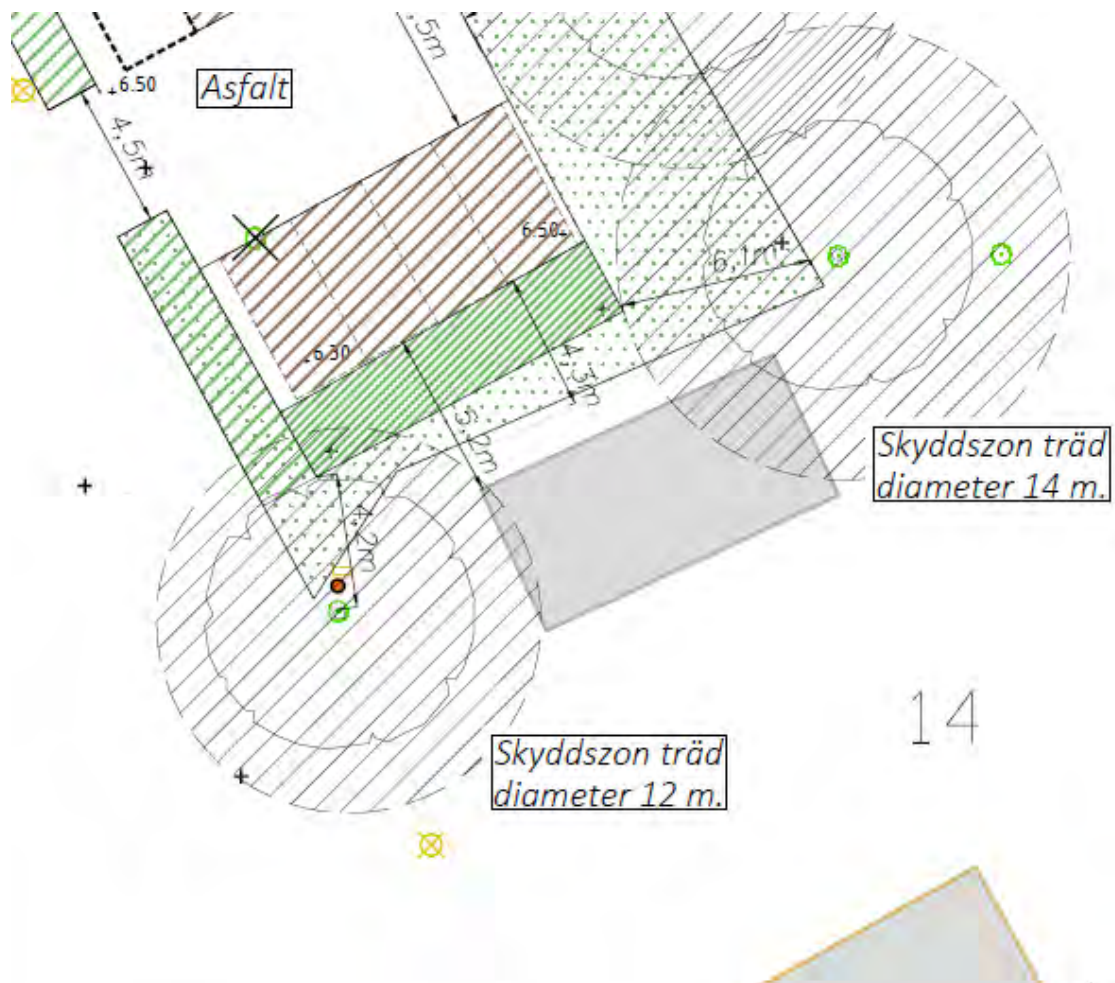 ,5m
6.50
Asfalt
4,5m
6.50
6,1m
6.30
4,3m
5,2m
Skyddszon träd
diameter 14 m.
4,2m
14
Skyddszon träd
diameter 12 m.